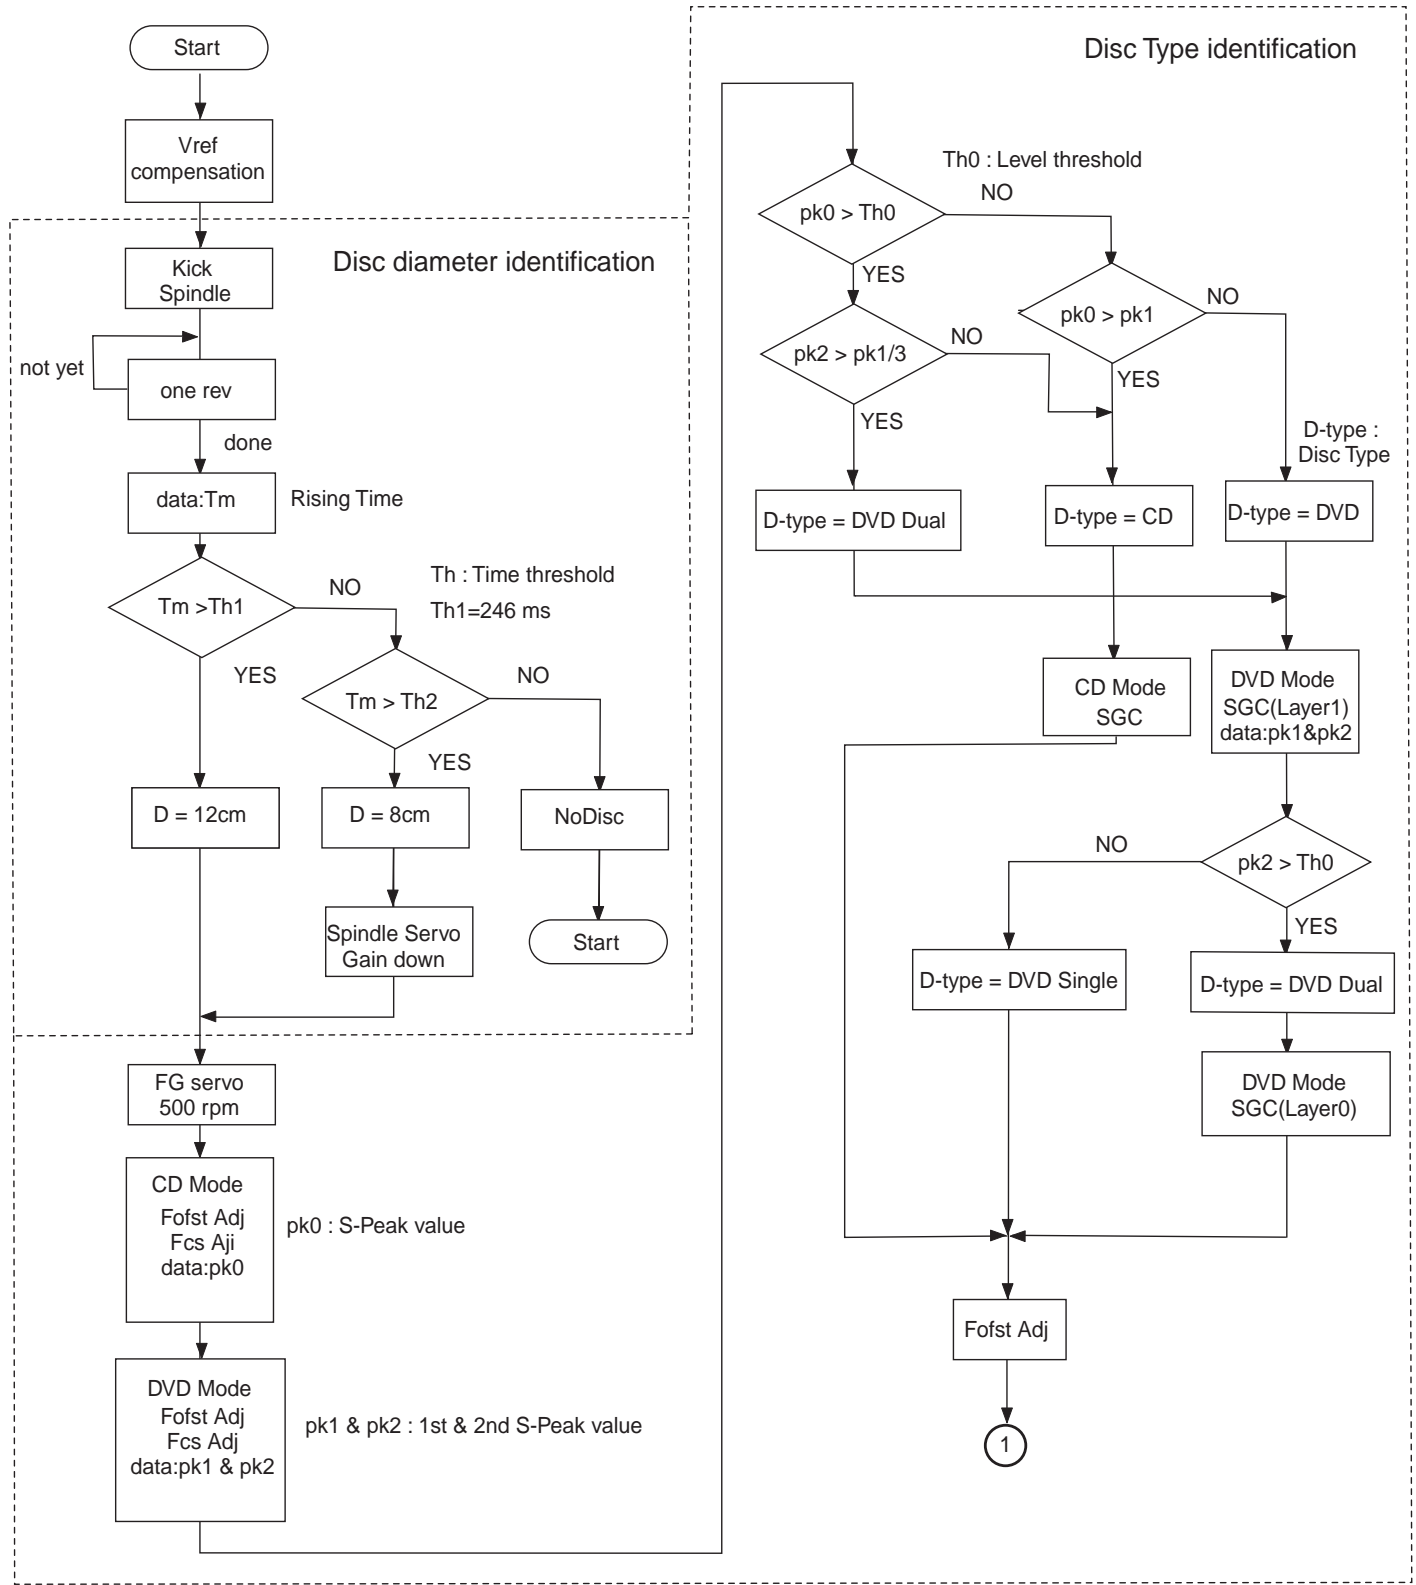 Start
Vref
compensation
Disc diameter identification
Kick
Spindle
not yet
one rev
done
data:Tm
Rising Time
Tm >Th1
NO
Th : Time threshold
Th1=246 ms
YES
Tm > Th2
NO
YES
D = 12cm
D = 8cm
NoDisc
Spindle Servo
Gain down
Start
FG servo
500 rpm
CD Mode
Fofst Adj
Fcs Aji
data:pk0
pk0 : S-Peak value
DVD Mode
Fofst Adj
Fcs Adj
data:pk1 & pk2
pk1 & pk2 : 1st & 2nd S-Peak value
Disc Type identification
Th0 : Level threshold
pk0 > Th0
NO
YES
pk0 > pk1
NO
pk2 > pk1/3
NO
YES
YES
D-type :
Disc Type
D-type = DVD Dual
D-type = CD
D-type = DVD
CD Mode
SGC
DVD Mode
SGC(Layer1)
data:pk1&pk2
NO
pk2 > Th0
YES
D-type = DVD Single
D-type = DVD Dual
DVD Mode
SGC(Layer0)
Fofst Adj
1